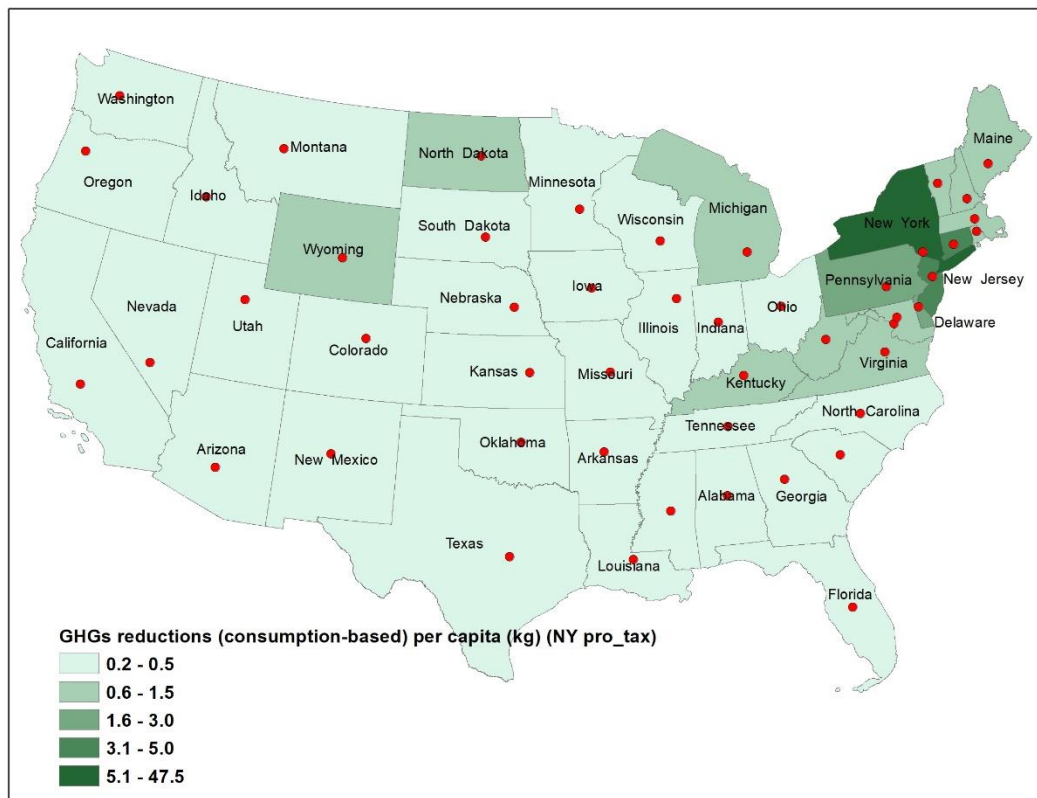 Washington
Montana
North Dakota
Maine
Oregon
Idaho
Minnesota
South Dakota
Wisconsin
Michigan
New York
Wyoming
Nebraska
Iowa
Pennsylvania
New Jersey
Nevada
Utah
Illinois
Indiana
Ohio
Delaware
California
Colorado
Kansas
Missouri
Kentucky
Virginia
Arizona
New Mexico
Oklahoma
Arkansas
Tennessee
North Carolina
Texas
Louisiana
Alabama
Georgia
Florida
GHGs reductions (consumption-based) per capita (kg) (NY pro_tax)
0.2 - 0.5
0.6 - 1.5
1.6 - 3.0
3.1 - 5.0
5.1 - 47.5